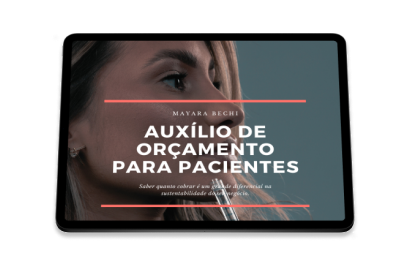 MAYARA BECHI
AUXÍLIO DE
ORÇAMENTO
PARA PACIENTES
Saber quanto cobrar é um grande diferencial na
sustentabilidade do seu negócio.